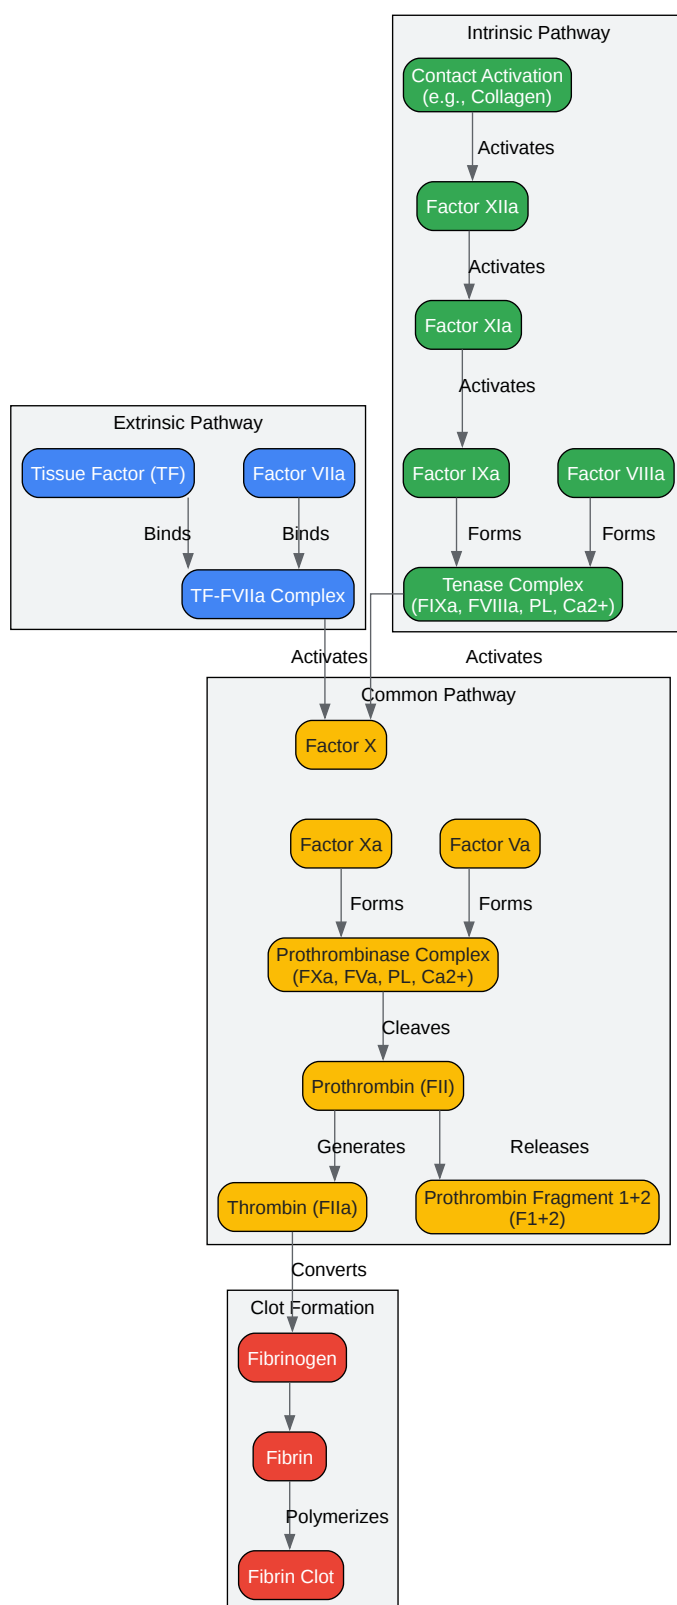 Intrinsic Pathway
Contact Activation
(e.g., Collagen)
Activates
Factor XIIa
Activates
Factor XIa
Activates
Extrinsic Pathway
Tissue Factor (TF)
Factor VIIa
Factor IXa
Factor VIIIa
Binds
Binds
Forms
Forms
TF-FVIIa Complex
Tenase Complex
(FIXa, FVIIIa, PL, Ca2+)
Activates
Activates
Common Pathway
Factor X
Factor Xa
Factor Va
Forms
Forms
Prothrombinase Complex
(FXa, FVa, PL, Ca2+)
Cleaves
Prothrombin (FII)
Generates
Releases
Thrombin (FIIa)
Prothrombin Fragment 1+2
(F1+2)
Converts
Clot Formation
Fibrinogen
Fibrin
Polymerizes
Fibrin Clot